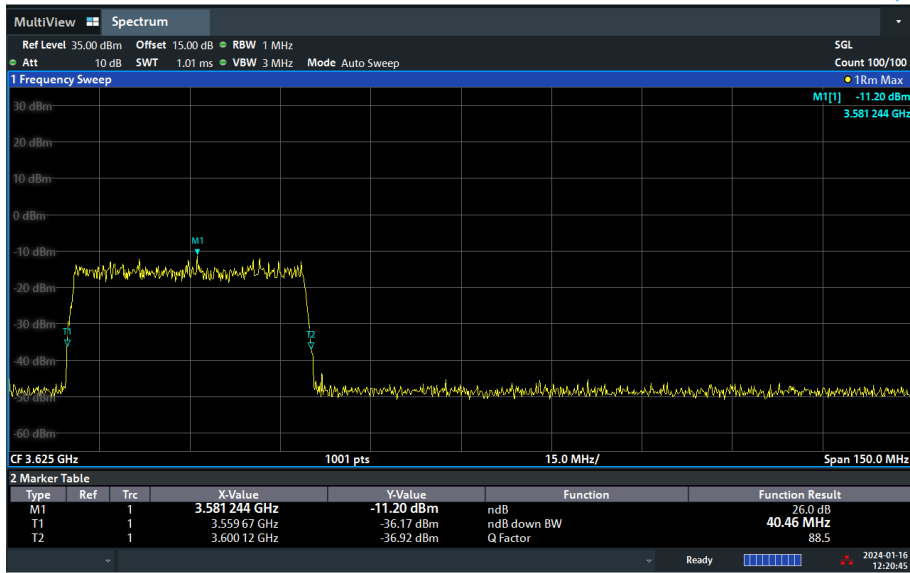 MultiView Spectrum
Ref Level 35.00 dBm Offset 15.00 dB RBW 1 MHz SGL
Att 10 dB SWT 1.01 ms VBW 3 MHz Mode Auto Sweep Count 100/100
1 Frequency Sweep 1Rm Max
M1[1] -11.20 dBm
3.581 244 GHz
30 dBm
20 dBm
10 dBm
0 dBm
M1
-10 dBm
-20 dBm
-30 dBm
T1
T2
-40 dBm
-50 dBm
-60 dBm
CF 3.625 GHz 1001 pts 15.0 MHz/ Span 150.0 MHz
2 Marker Table
Type Ref Trc X-Value Y-Value Function Function Result
M1 1 3.581 244 GHz -11.20 dBm ndB 26.0 dB
T1 1 3.559 67 GHz -36.17 dBm ndB down BW 40.46 MHz
T2 1 3.600 12 GHz -36.92 dBm Q Factor 88.5
Ready 2024-01-16
12:20:45